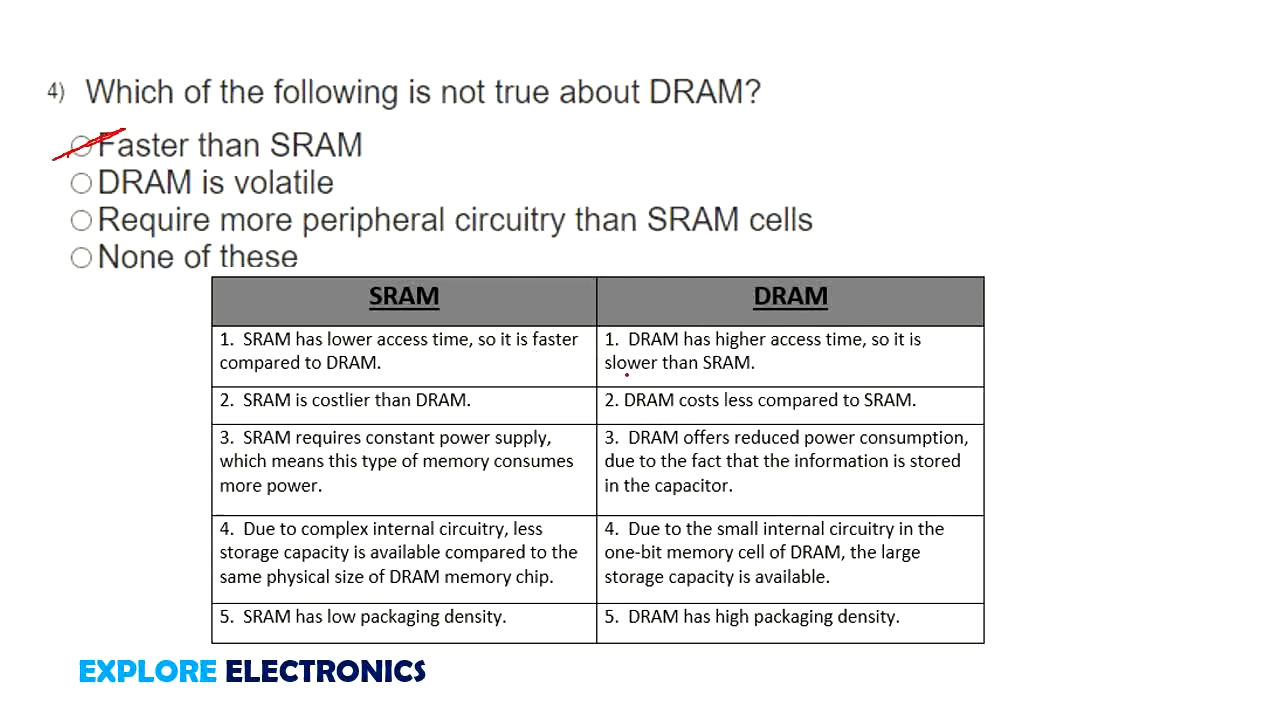 4) Which of the following is not true about DRAM?
Faster than SRAM
DRAM is volatile
Require more peripheral circuitry than SRAM cells
None of these
SRAM
DRAM
1. SRAM has lower access time, so it is faster
compared to DRAM.
1. DRAM has higher access time, so it is
slower than SRAM.
2. SRAM is costlier than DRAM.
2. DRAM costs less compared to SRAM.
3. SRAM requires constant power supply,
which means this type of memory consumes
more power.
3. DRAM offers reduced power consumption,
due to the fact that the information is stored
in the capacitor.
4. Due to complex internal circuitry, less
storage capacity is available compared to the
same physical size of DRAM memory chip.
4. Due to the small internal circuitry in the
one-bit memory cell of DRAM, the large
storage capacity is available.
5. SRAM has low packaging density.
5. DRAM has high packaging density.
EXPLORE ELECTRONICS